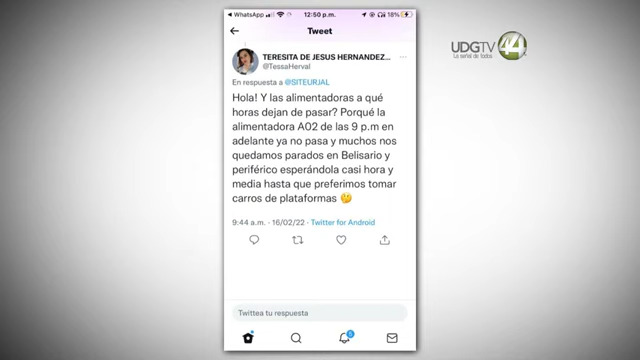 WhatsApp
12:50 p.m.
18%
Tweet
TERESITA DE JESUS HERNANDEZ...
@TessaHerval
En respuesta a @SITEURJAL
Hola! Y las alimentadoras a qué
horas dejan de pasar? Porqué la
alimentadora A02 de las 9 p.m en
adelante ya no pasa y muchos nos
quedamos parados en Belisario y
periférico esperándola casi hora y
media hasta que preferimos tomar
carros de plataformas 🤔
9:44 a.m. · 16/02/22 · Twitter for Android
Twittea tu respuesta
UDGTV 44
La señal de todos